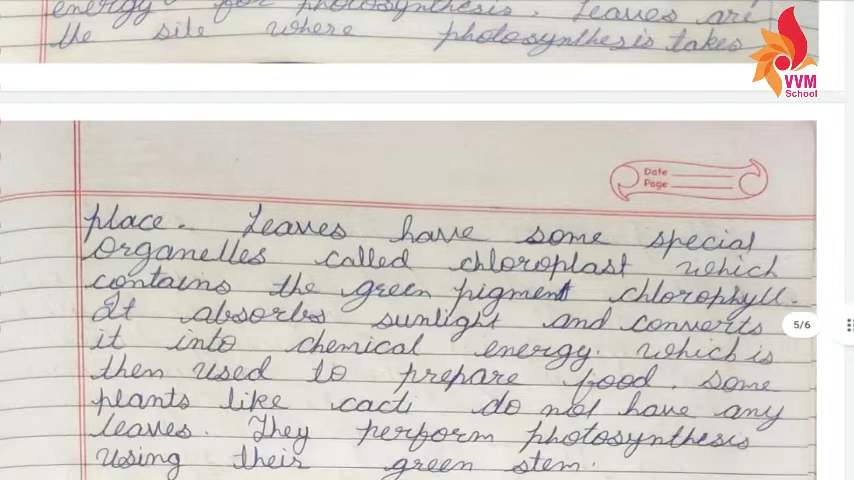 energy for photosynthesis. Leaves are
the site where photosynthesis takes
VVM
School
Date
Page
place. Leaves have some special
organelles called chloroplast which
contains the green pigment chlorophyll.
It absorbs sunlight and converts
5/6
it into chemical energy. which is
then used to prepare food. Some
plants like cacti do not have any
leaves. They perform photosynthesis
using their green stem.